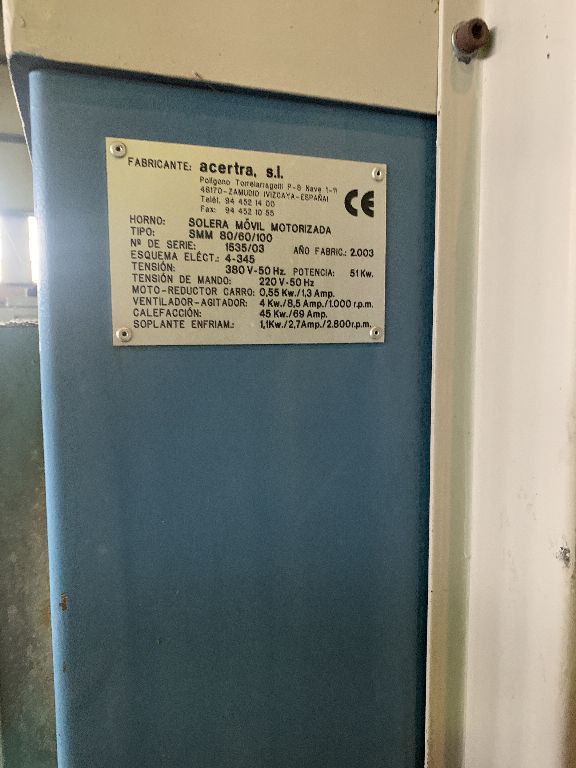 FABRICANTE: acertra, s.l.
Polígono Torrelarragoiti P-8 Nave 1-11
48170-ZAMUDIO (VIZCAYA-ESPAÑA)
Teléf. 94 452 14 00
Fax: 94 452 10 55
CE
HORNO: SOLERA MÓVIL MOTORIZADA
TIPO: SMM 80/60/100
Nº DE SERIE: 1535/03 AÑO FABRIC.: 2.003
ESQUEMA ELÉCT.: 4-345
TENSIÓN: 380 V-50 Hz. POTENCIA: 51 Kw.
TENSIÓN DE MANDO: 220 V-50 Hz
MOTO-REDUCTOR CARRO: 0,55 Kw./1,3 Amp.
VENTILADOR-AGITADOR: 4 Kw./8,5 Amp./1.000 r.p.m.
CALEFACCIÓN: 45 Kw./69 Amp.
SOPLANTE ENFRIAM.: 1,1Kw./2,7Amp./2.800r.p.m.